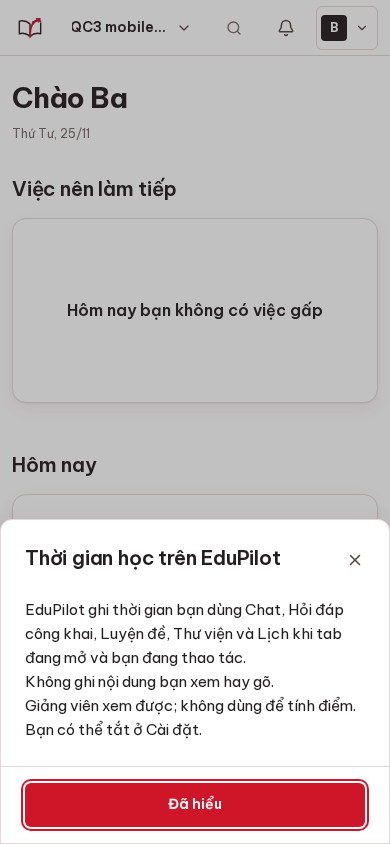 QC3 mobile...
B
Chào Ba
Thứ Tư, 25/11
Việc nên làm tiếp
Hôm nay bạn không có việc gấp
Hôm nay
Thời gian học trên EduPilot
EduPilot ghi thời gian bạn dùng Chat, Hỏi đáp
công khai, Luyện đề, Thư viện và Lịch khi tab
đang mở và bạn đang thao tác.
Không ghi nội dung bạn xem hay gõ.
Giảng viên xem được; không dùng để tính điểm.
Bạn có thể tắt ở Cài đặt.
Đã hiểu